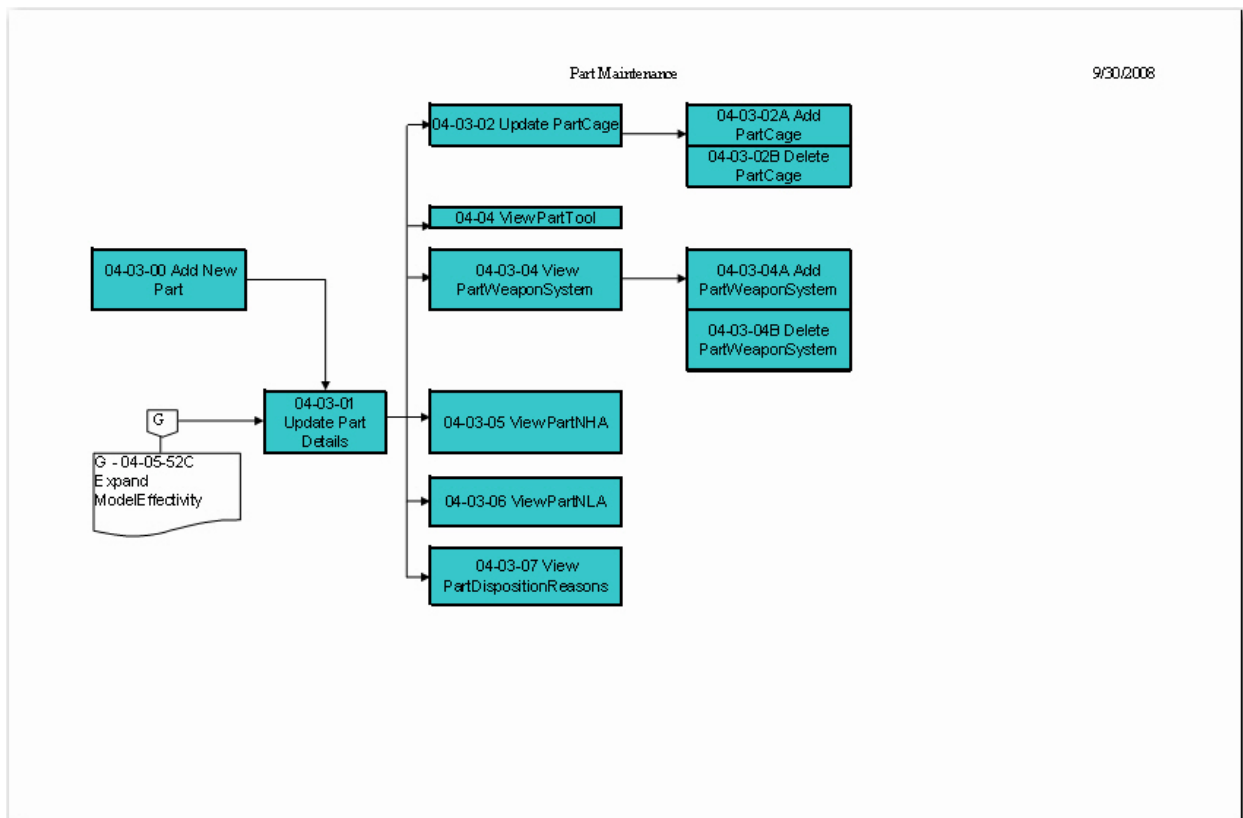 Part Maintenance
9/30/2008
04-03-02 Update PartCage
04-03-02A Add
PartCage
04-03-02B Delete
PartCage
04-04 ViewPartTool
04-03-00 Add New
Part
04-03-04 View
PartWeaponSystem
04-03-04A Add
PartWeaponSystem
04-03-04B Delete
PartWeaponSystem
04-03-01
Update Part
Details
G
04-03-05 ViewPartNHA
G - 04-05-52C
Expand
ModelEffectivity
04-03-06 ViewPartNLA
04-03-07 View
PartDispositionReasons